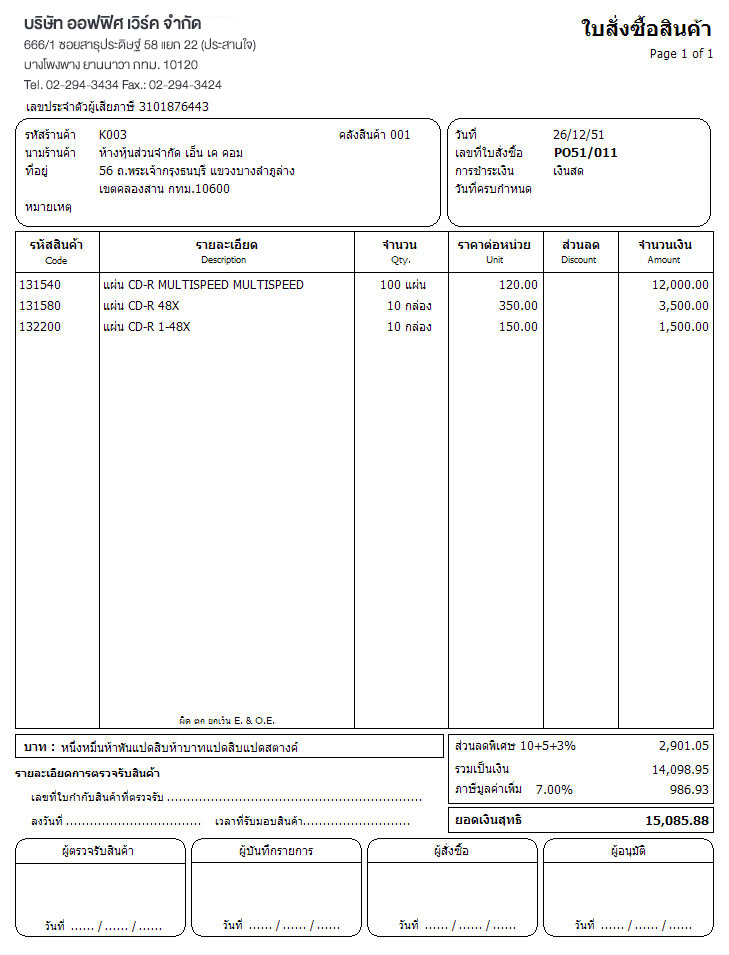 บริษัท ออฟฟิศ เวิร์ค จำกัด
666/1 ซอยสาธุประดิษฐ์ 58 แยก 22 (ประสานใจ)
บางโพงพาง ยานนาวา กทม. 10120
Tel. 02-294-3434 Fax.: 02-294-3424
เลขประจำตัวผู้เสียภาษี 3101876443
ใบสั่งซื้อสินค้า
Page 1 of 1
รหัสร้านค้า K003 คลังสินค้า 001
นามร้านค้า ห้างหุ้นส่วนจำกัด เอ็น เค คอม
ที่อยู่ 56 ถ.พระเจ้ากรุงธนบุรี แขวงบางลำภูล่าง
เขตคลองสาน กทม.10600
หมายเหตุ
วันที่ 26/12/51
เลขที่ใบสั่งซื้อ PO51/011
การชำระเงิน เงินสด
วันที่ครบกำหนด
รหัสสินค้า รายละเอียด จำนวน ราคาต่อหน่วย ส่วนลด จำนวนเงิน
Code Description Qty. Unit Discount Amount
131540 แผ่น CD-R MULTISPEED MULTISPEED 100 แผ่น 120.00 12,000.00
131580 แผ่น CD-R 48X 10 กล่อง 350.00 3,500.00
132200 แผ่น CD-R 1-48X 10 กล่อง 150.00 1,500.00
ผิด ตก ยกเว้น E. & O.E.
บาท : หนึ่งหมื่นห้าพันแปดสิบห้าบาทแปดสิบแปดสตางค์
ส่วนลดพิเศษ 10+5+3% 2,901.05
รวมเป็นเงิน 14,098.95
ภาษีมูลค่าเพิ่ม 7.00% 986.93
ยอดเงินสุทธิ 15,085.88
รายละเอียดการตรวจรับสินค้า
เลขที่ใบกำกับสินค้าที่ตรวจรับ ................................................................
ลงวันที่ .................................. เวลาที่รับมอบสินค้า...........................
ผู้ตรวจรับสินค้า ผู้บันทึกรายการ ผู้สั่งซื้อ ผู้อนุมัติ
วันที่ ...... / ...... / ...... วันที่ ...... / ...... / ...... วันที่ ...... / ...... / ...... วันที่ ...... / ...... / ......